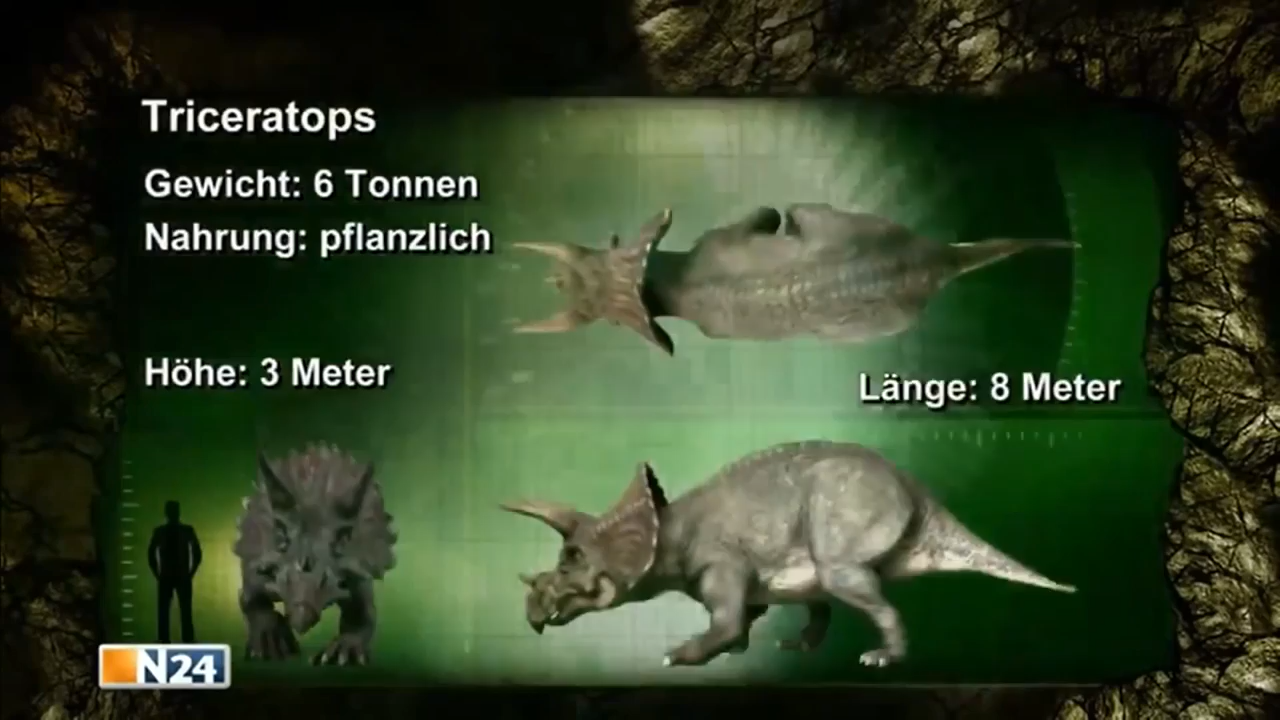 Triceratops
Gewicht: 6 Tonnen
Nahrung: pflanzlich
Höhe: 3 Meter
Länge: 8 Meter
N24